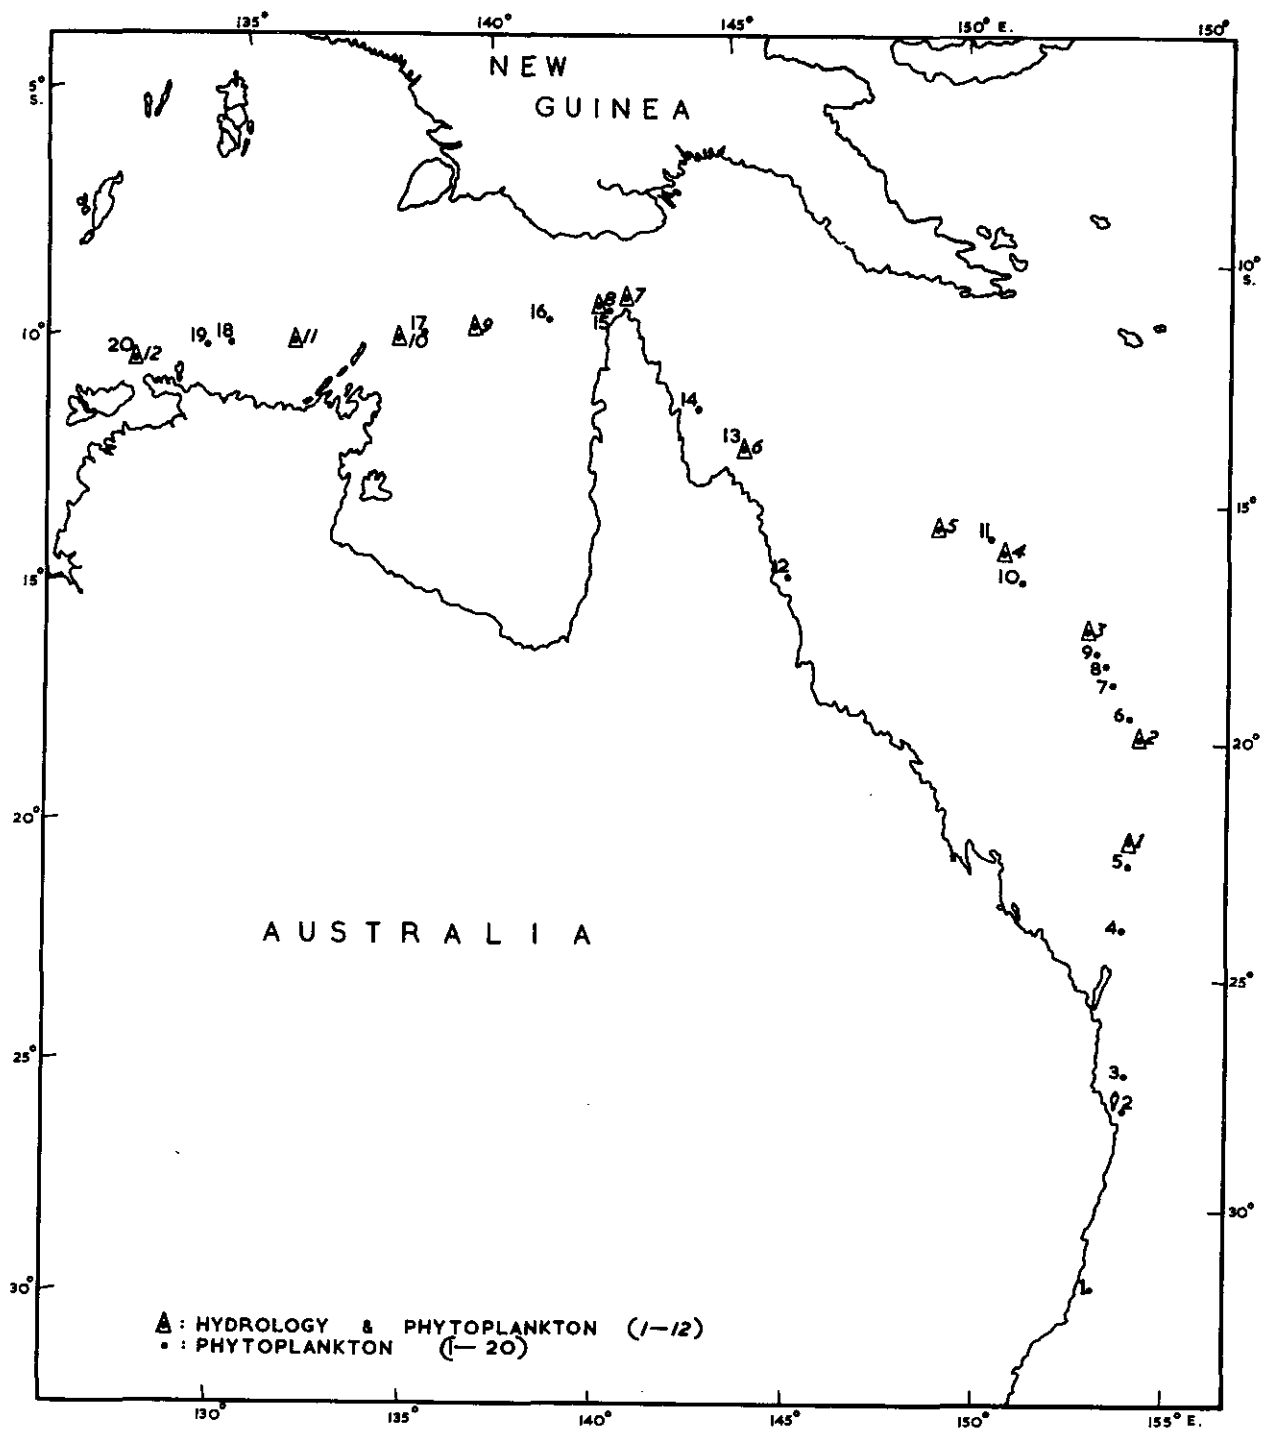 135° 140° 145° 150° E. 150°
NEW
GUINEA
5°
S.
10°
S.
8 7
16. 15
17 10 9
11
19. 18.
20 12
10°
14.
13 6
15°
5 11. 4
10.
12.
15°
3
9.
8.
7.
6.
2
20°
20°
1
5.
4.
AUSTRALIA
25°
25°
3.
2
30°
30°
1.
: HYDROLOGY & PHYTOPLANKTON (1–12)
• : PHYTOPLANKTON (1– 20)
130° 135° 140° 145° 150° 155° E.